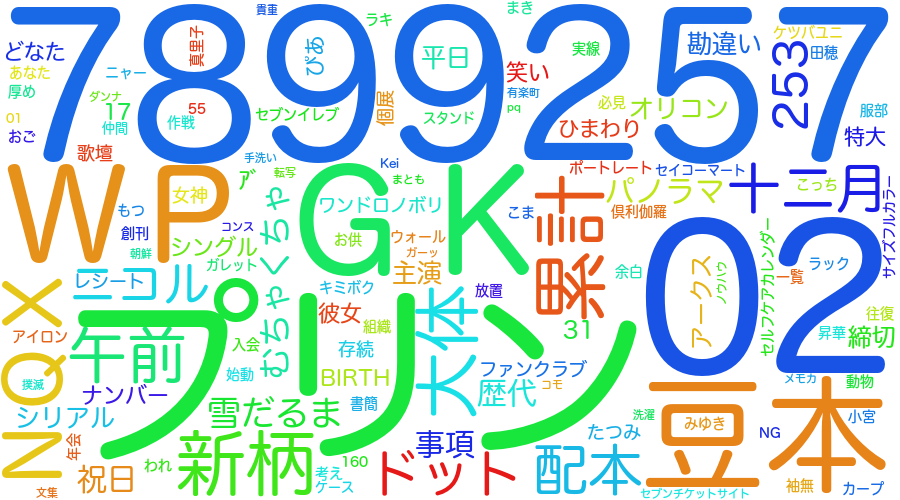 7899257
どなた
あなた
厚め
01
おご
ニャー
ダンナ
17
仲間
歌壇
貴重
真里子
55
作戦
ぴあ
セブンイレブ
ラキ
個展
平日
スタンド
まき
笑い
有楽町
pq
実線
必見
ひまわり
勘違い
オリコン
253
ケツバユニ
田穂
服部
特大
WP
GK
手洗い
転写
Kei
まとも
女神
もつ
創刊
朝鮮
コンス
シングル
ガレット
むちゃくちゃ
ワンドロノポリ
お供
ウォール
ガーッ
主演
こま
ポートレート
セイコーマート
パノラマ
倶利伽羅
累計
十二月
こっち
サイズフルカラー
余白
02
アークス
ノウハウ
一覧
セルフケアカレンダー
ラック
往復
昇華
締切
レシート
ニコル
キミボク
放置
彼女
組織
31
NQX
アイロン
午前
プリン
入会
存続
大体
ファンクラブ
撲滅
ナンバー
始動
BIRTH
歴代
コモ
メモカ
動物
シリアル
雪だるま
書簡
洗濯
豆本
みゆき
小宮
年会
新柄
事項
たつみ
NG
祝日
われ
160
考え
ケース
ドット
配本
文集
セブンチケットサイト
袖無
カープ